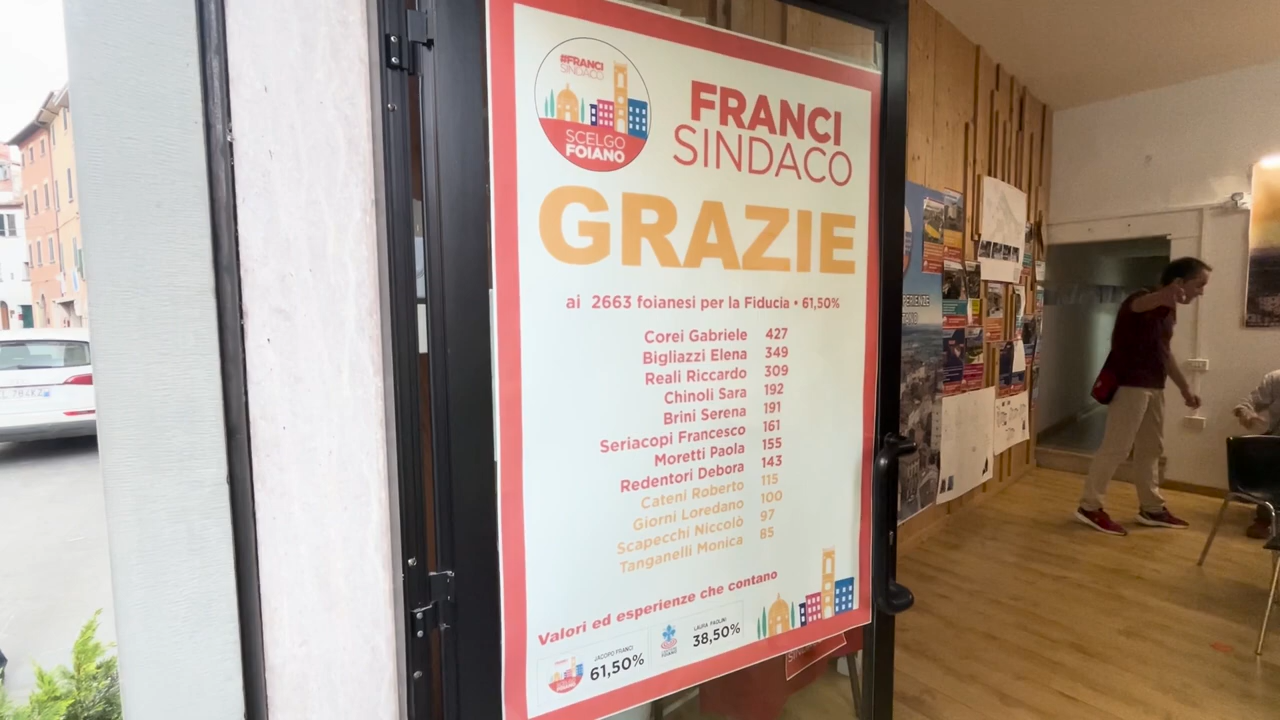 #FRANCI
SINDACO
SCELGO
FOIANO
FRANCI
SINDACO
GRAZIE
ai 2663 foianesi per la Fiducia • 61,50%
Corei Gabriele 427
Bigliazzi Elena 349
Reali Riccardo 309
Chinoli Sara 192
Brini Serena 191
Seriacopi Francesco 161
Moretti Paola 155
Redentori Debora 143
Cateni Roberto 115
Giorni Loredano 100
Scapecchi Niccolò 97
Tanganelli Monica 85
Valori ed esperienze che contano
JACOPO FRANCI
61,50%
LAURA PAOLINI
38,50%